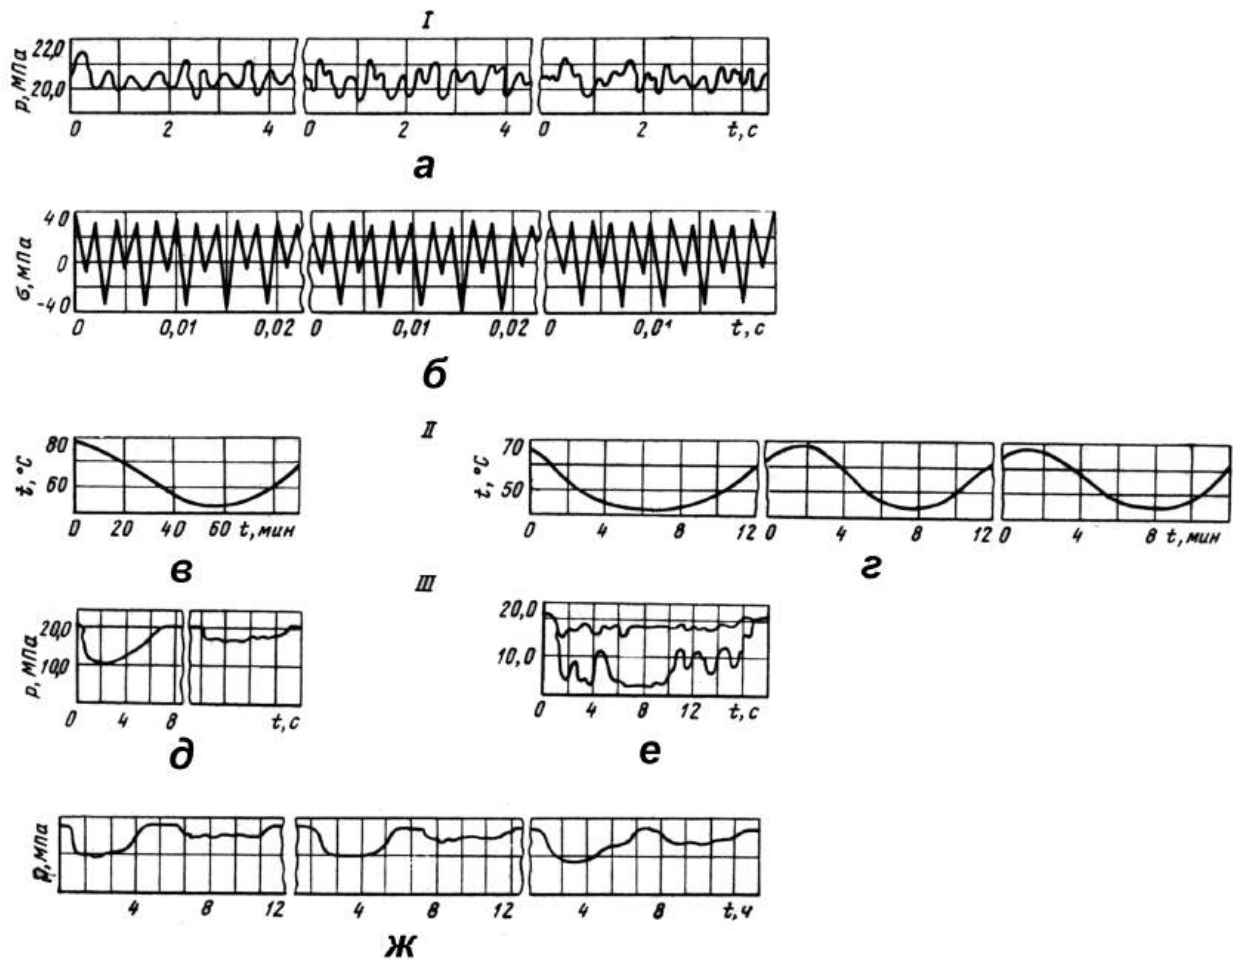 I
p, МПа
22,0
20,0
0 2 4 0 2 4 0 2 t, с
а
σ, МПа
40
0
-40
0 0,01 0,02 0 0,01 0,02 0 0,01 t, с
б
II
t, °С
80
60
0 20 40 60 t, мин
в
t, °С
70
50
0 4 8 12 0 4 8 12 0 4 8 t, мин
г
III
p, МПа
20,0
10,0
0 4 8 t, с
д
20,0
10,0
0 4 8 12 t, с
е
p, МПа
4 8 12 4 8 12 4 8 t, ч
ж